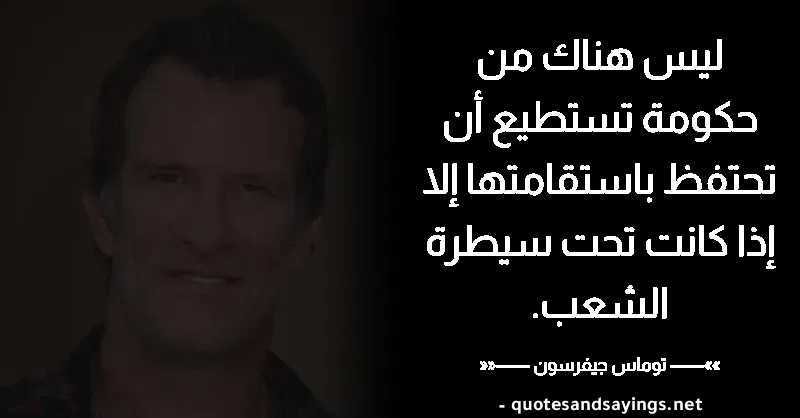 ليس هناك من
حكومة تستطيع أن
تحتفظ باستقامتها إلا
إذا كانت تحت سيطرة
الشعب.
»—— توماس جيفرسون ——««
- quotesandsayings.net